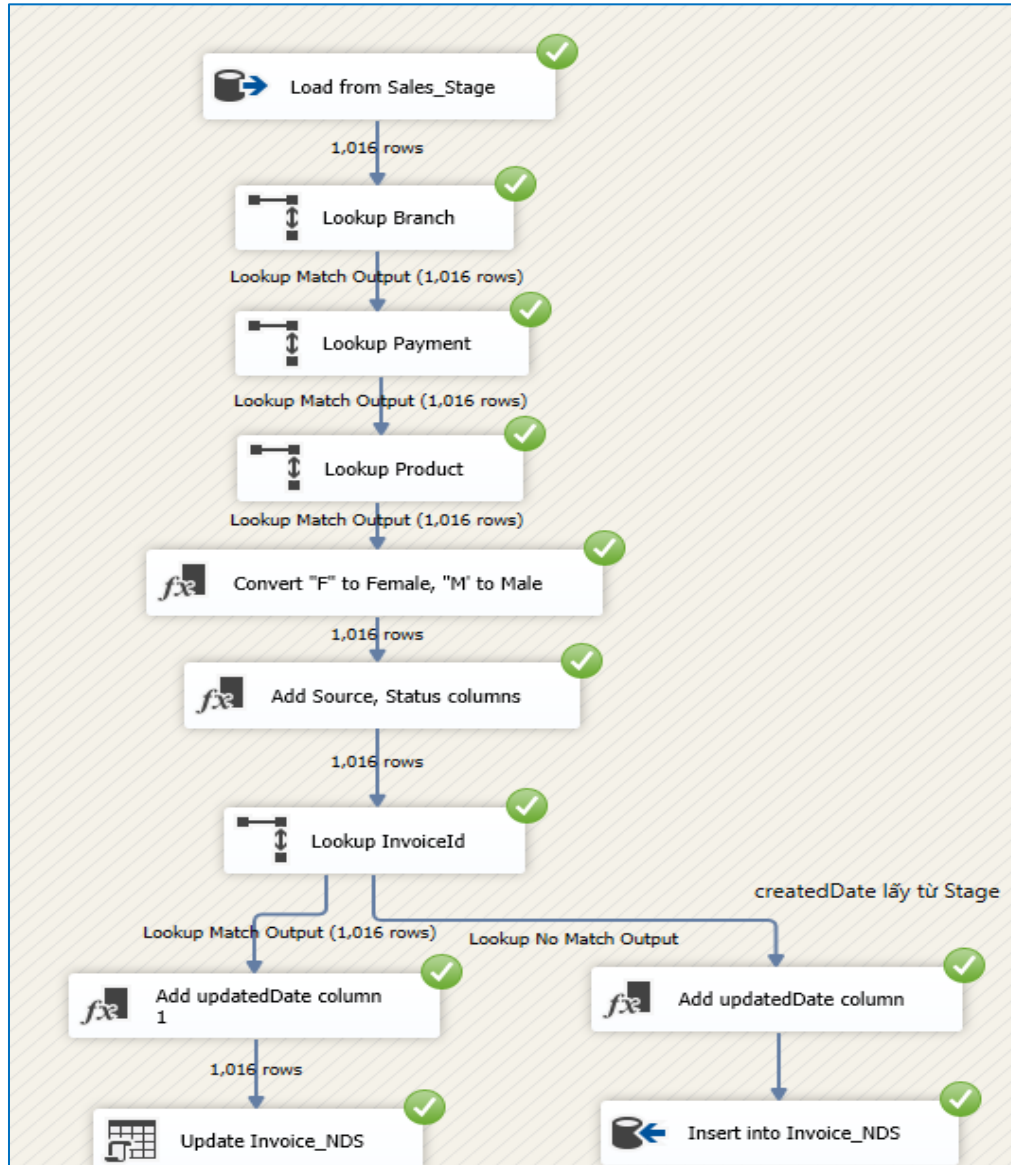 Load from Sales_Stage
1,016 rows
Lookup Branch
Lookup Match Output (1,016 rows)
Lookup Payment
Lookup Match Output (1,016 rows)
Lookup Product
Lookup Match Output (1,016 rows)
fx Convert "F" to Female, "M' to Male
1,016 rows
fx Add Source, Status columns
1,016 rows
Lookup InvoiceId
createdDate lấy từ Stage
Lookup Match Output (1,016 rows)
Lookup No Match Output
fx Add updatedDate column
1
fx Add updatedDate column
1,016 rows
Update Invoice_NDS
Insert into Invoice_NDS